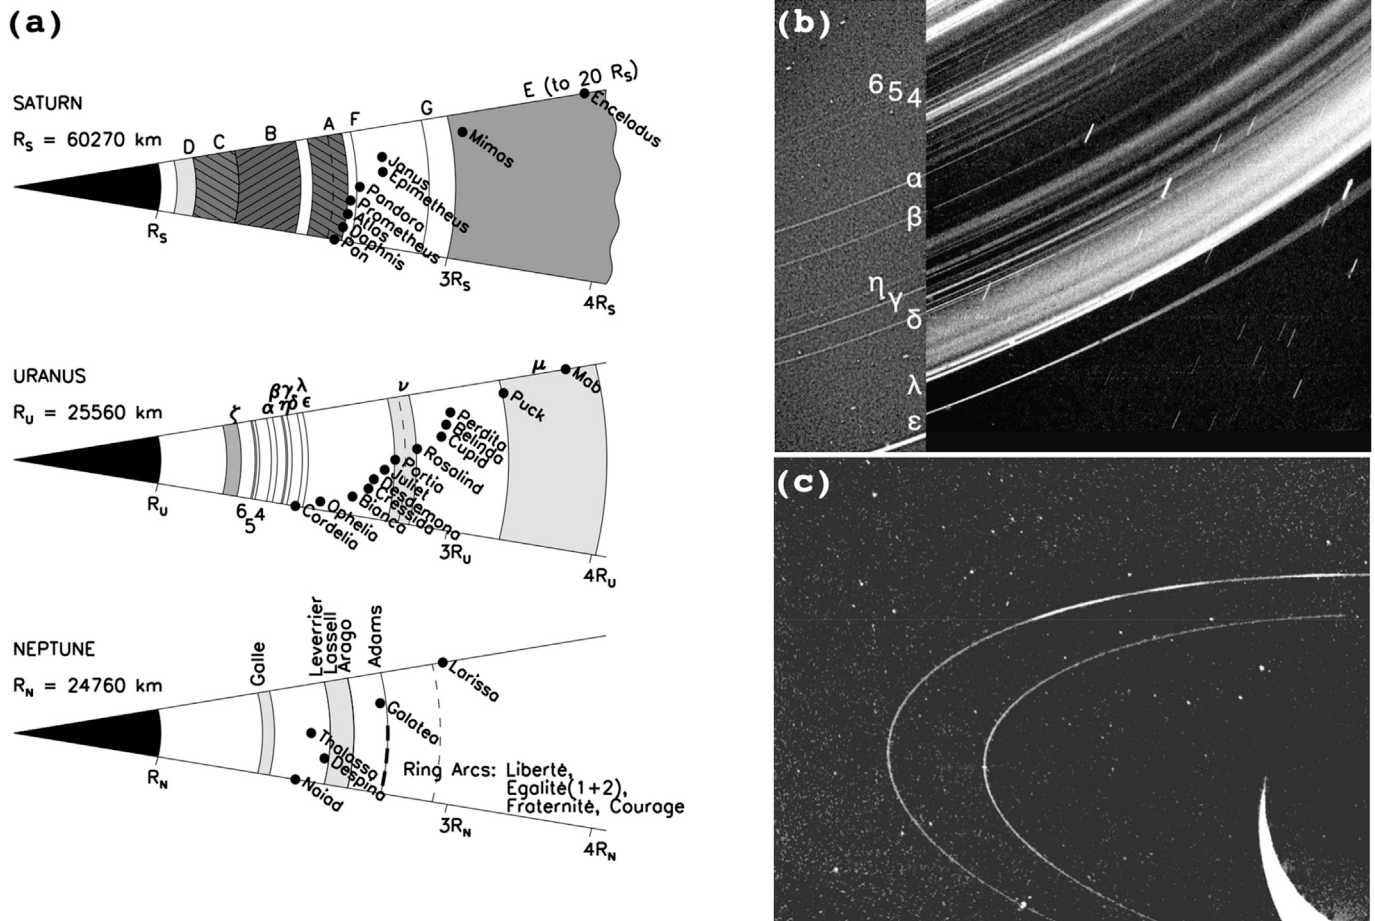 (a)
SATURN
R_S = 60270 km
D
C
B
A
F
G
E (to 20 R_S)
Enceladus
Mimas
Janus
Epimetheus
Pandora
Prometheus
Atlas
Daphnis
Pan
R_S
3R_S
4R_S
URANUS
R_U = 25560 km
ζ
α
β
η
γ
δ
λ
ε
ν
μ
Mab
Puck
Perdita
Belinda
Cupid
Rosalind
Portia
Juliet
Desdemona
Cressida
Bianca
Ophelia
Cordelia
6
5
4
R_U
3R_U
4R_U
NEPTUNE
R_N = 24760 km
Galle
Leverrier
Lassell
Arago
Adams
Larissa
Galatea
Thalassa
Despina
Naiad
Ring Arcs: Liberté,
Egalité(1+2),
Fraternité, Courage
R_N
3R_N
4R_N
(b)
6 5 4
α
β
η γ
δ
λ
ε
(c)